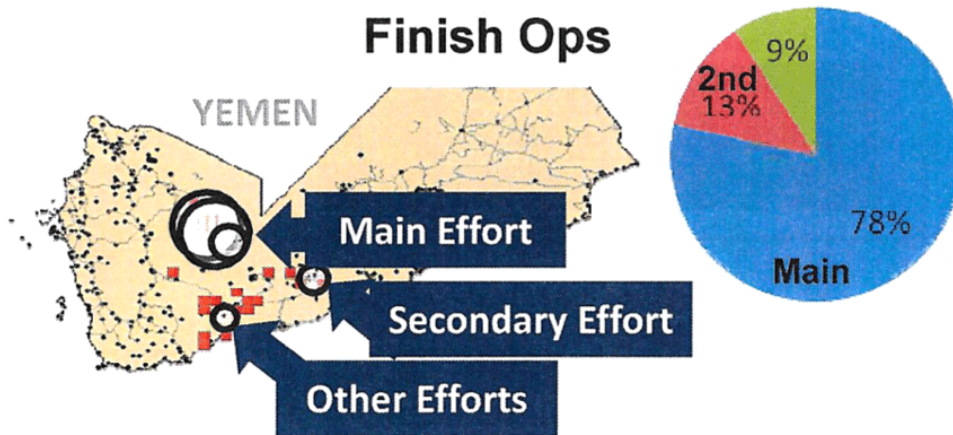 Finish Ops
YEMEN
Main Effort
Secondary Effort
Other Efforts
9%
2nd
13%
78%
Main